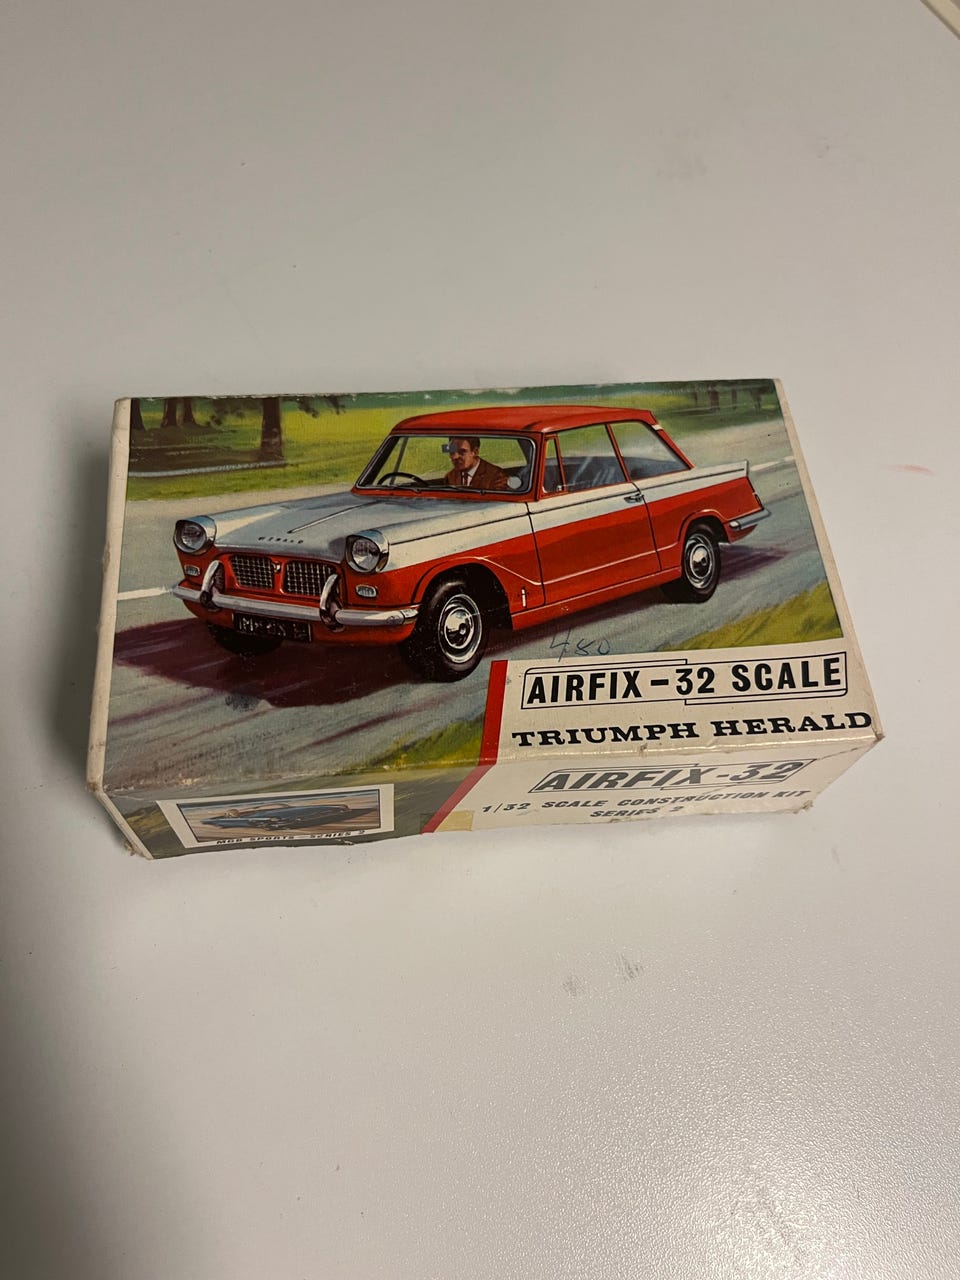 HERALD
480
AIRFIX-32 SCALE
TRIUMPH HERALD
AIRFIX-32
1/32 SCALE CONSTRUCTION KIT
SERIES 2
MGB SPORTS - SERIES 2